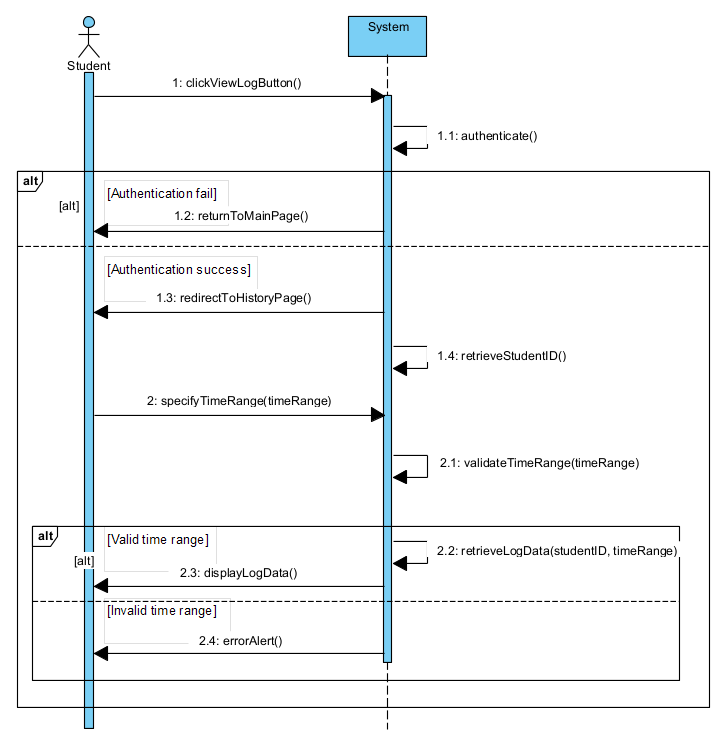 System
Student
1: clickViewLogButton()
1.1: authenticate()
alt
[alt]
[Authentication fail]
1.2: returnToMainPage()
[Authentication success]
1.3: redirectToHistoryPage()
1.4: retrieveStudentID()
2: specifyTimeRange(timeRange)
2.1: validateTimeRange(timeRange)
alt
[Valid time range]
2.2: retrieveLogData(studentID, timeRange)
[alt]
2.3: displayLogData()
[Invalid time range]
2.4: errorAlert()